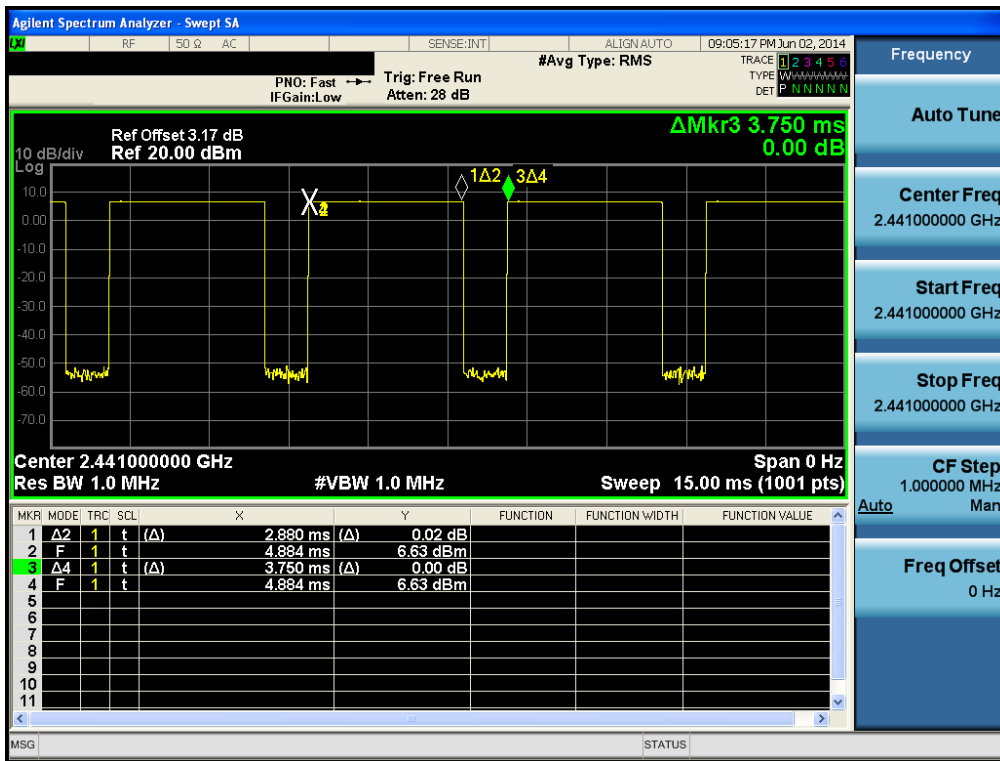 Agilent Spectrum Analyzer - Swept SA
LXI RF 50 Ω AC SENSE:INT ALIGN AUTO 09:05:17 PM Jun 02, 2014
Frequency
#Avg Type: RMS TRACE 1 2 3 4 5 6
PNO: Fast Trig: Free Run TYPE
IFGain:Low Atten: 28 dB DET P N N N N N
Auto Tune
ΔMkr3 3.750 ms
0.00 dB
Ref Offset 3.17 dB
10 dB/div Ref 20.00 dBm
Log
1Δ2 3Δ4
10.0
0.00
-10.0
-20.0
-30.0
-40.0
-50.0
-60.0
-70.0
Center Freq
2.441000000 GHz
Start Freq
2.441000000 GHz
Stop Freq
2.441000000 GHz
Center 2.441000000 GHz Span 0 Hz
Res BW 1.0 MHz #VBW 1.0 MHz Sweep 15.00 ms (1001 pts)
CF Step
1.000000 MHz
Auto Man
Freq Offset
0 Hz
MKR MODE TRC SCL X Y FUNCTION FUNCTION WIDTH FUNCTION VALUE
1 Δ2 1 t (Δ) 2.880 ms (Δ) 0.02 dB
2 F 1 t 4.884 ms 6.63 dBm
3 Δ4 1 t (Δ) 3.750 ms (Δ) 0.00 dB
4 F 1 t 4.884 ms 6.63 dBm
5
6
7
8
9
10
11
MSG STATUS